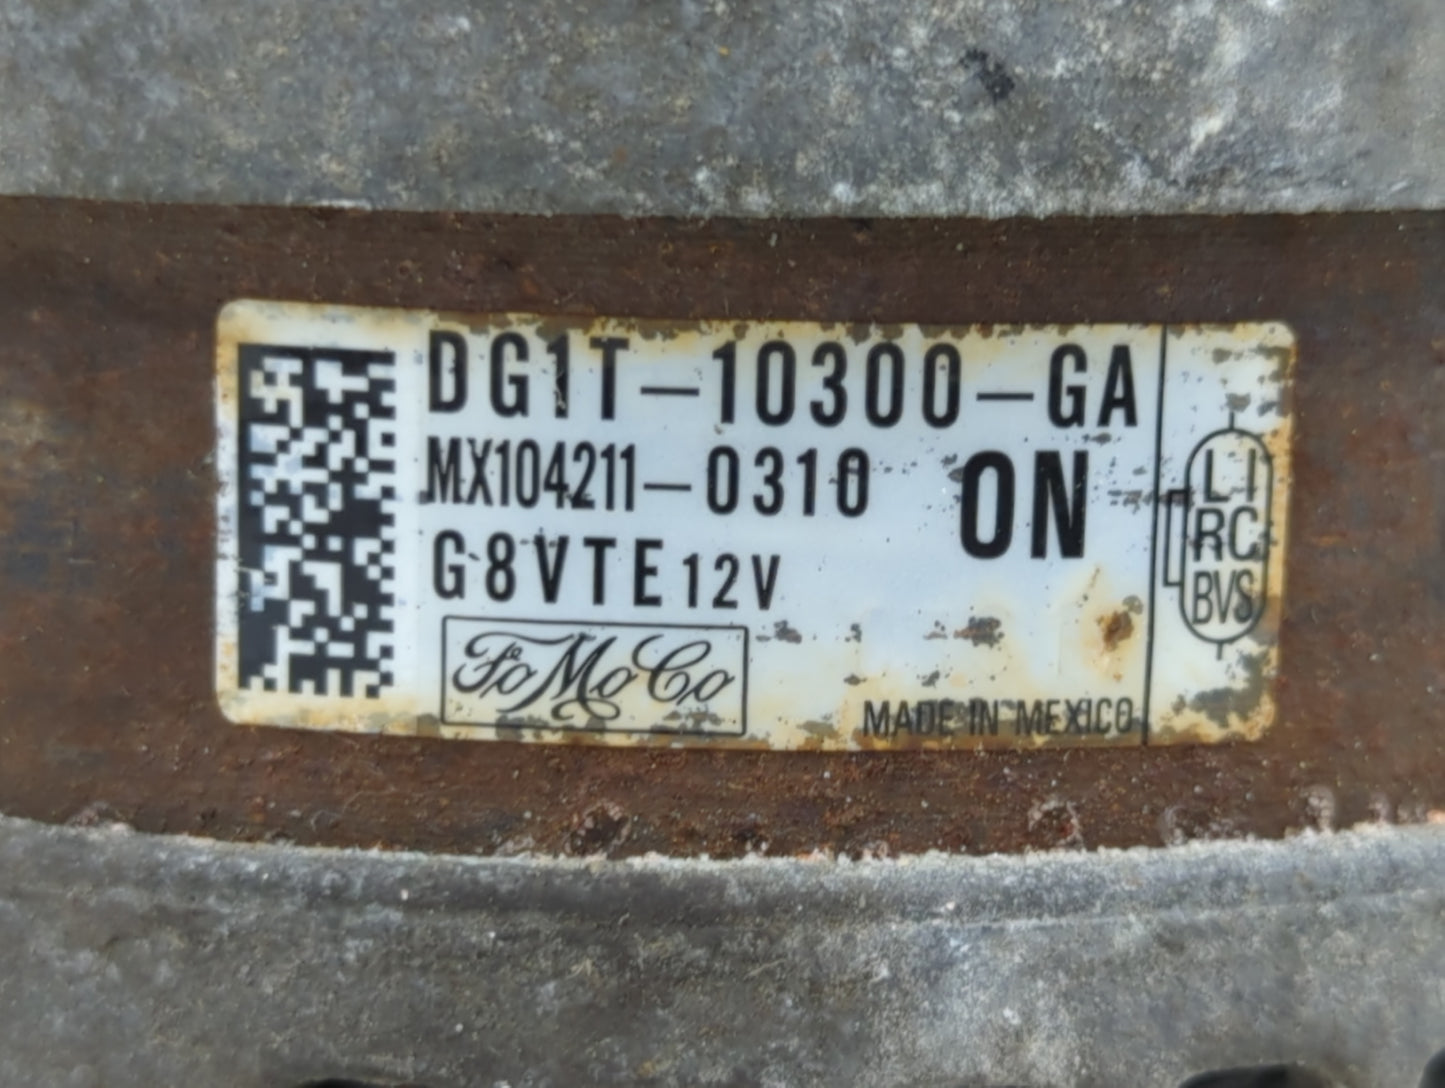 DG1T-10300-GA
MX104211-0310 ON
G8VTE 12V
FoMoCo
MADE IN MEXICO
LI
RC
BVS